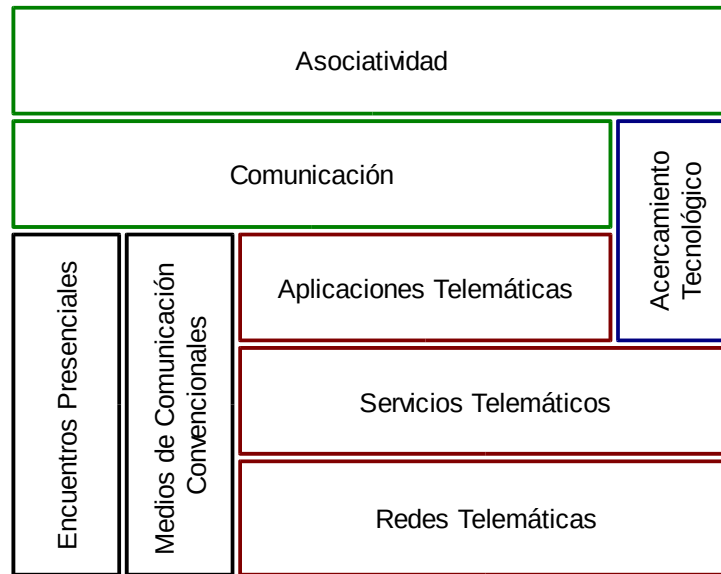 Asociatividad
Comunicación
Acercamiento
Tecnológico
Encuentros Presenciales
Medios de Comunicación
Convencionales
Aplicaciones Telemáticas
Servicios Telemáticos
Redes Telemáticas